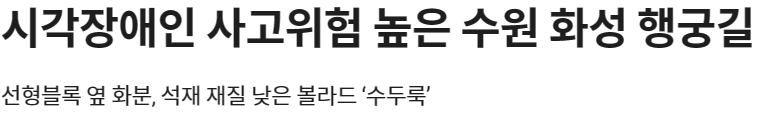 시각장애인 사고위험 높은 수원 화성 행궁길
선형블록 옆 화분, 석재 재질 낮은 볼라드 ‘수두룩’